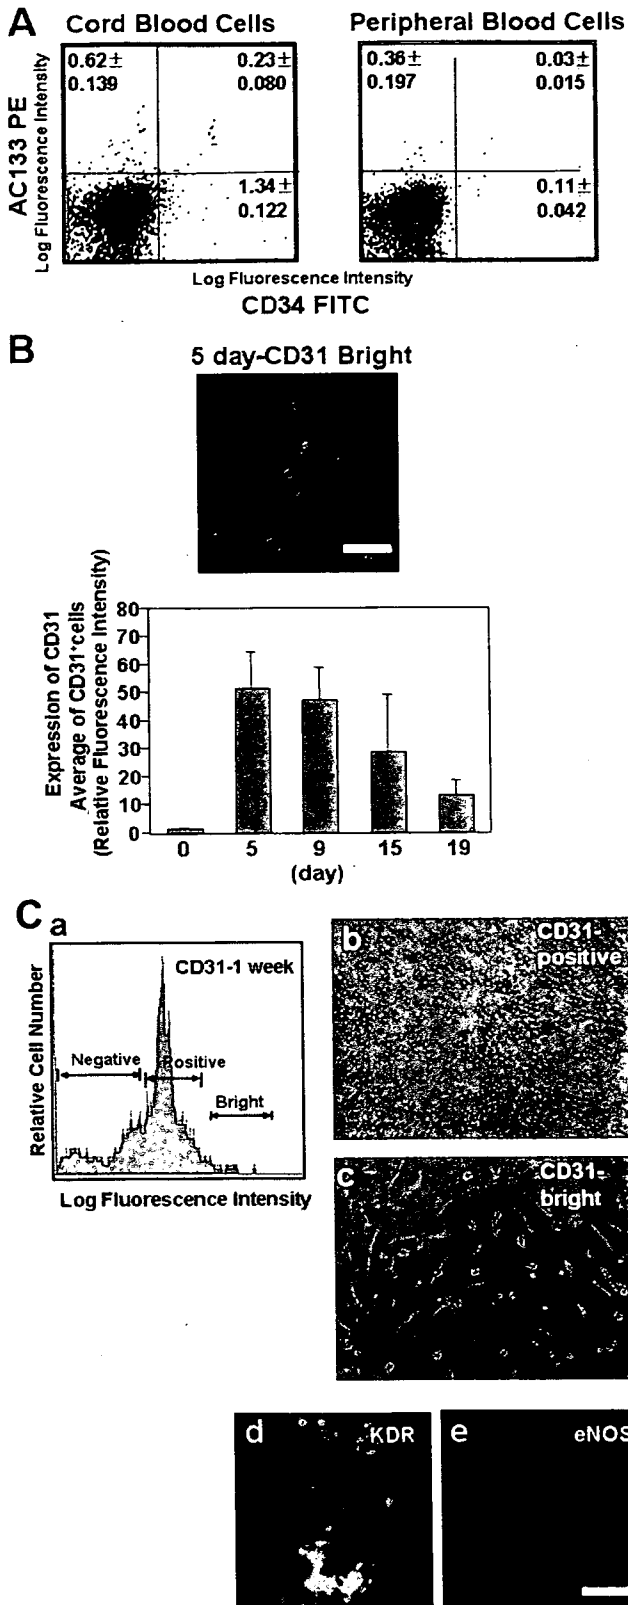 A
Cord Blood Cells
Peripheral Blood Cells
AC133 PE
Log Fluorescence Intensity
0.62±
0.139
0.23±
0.080
1.34±
0.122
0.36±
0.197
0.03±
0.015
0.11±
0.042
Log Fluorescence Intensity
CD34 FITC
B
5 day-CD31 Bright
Expression of CD31
Average of CD31⁺cells
(Relative Fluorescence Intensity)
80
70
60
50
40
30
20
10
0
0 5 9 15 19
(day)
C
a
CD31-1 week
Negative
Positive
Bright
Relative Cell Number
Log Fluorescence Intensity
b
CD31-
positive
c
CD31-
bright
d
KDR
e
eNOS